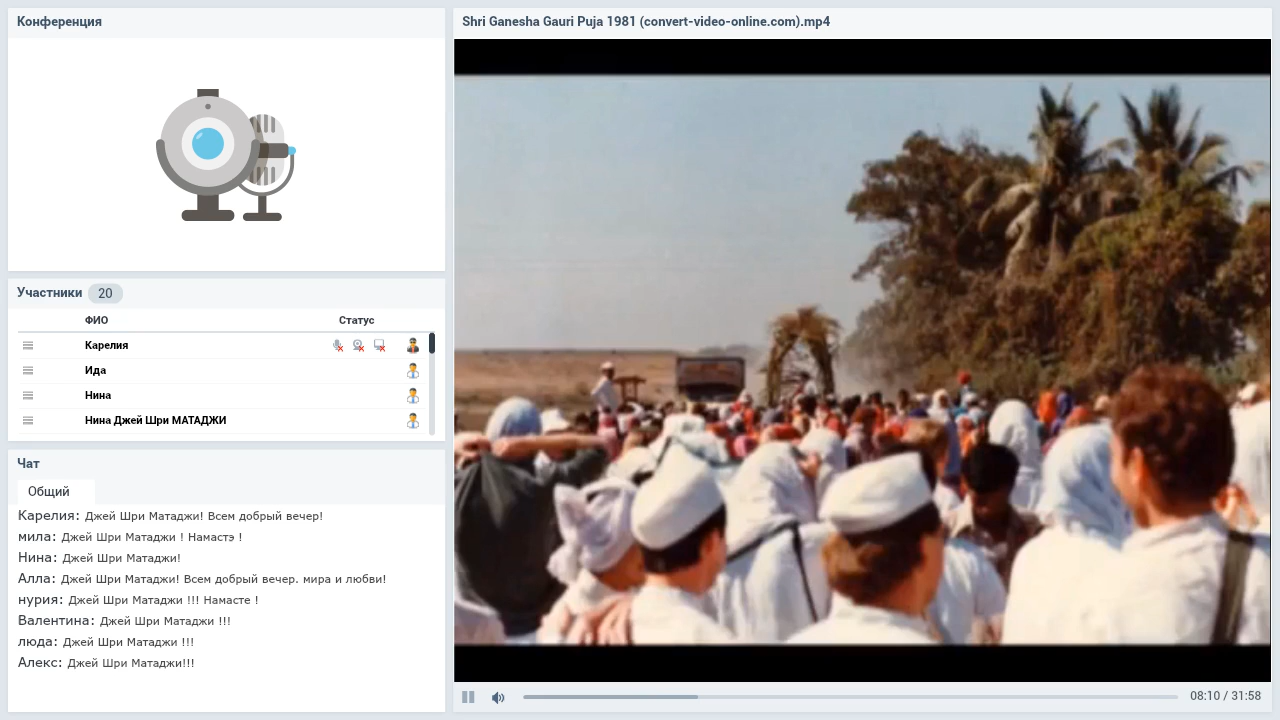 Конференция
Участники 20
ФИО Статус
Карелия
Ида
Нина
Нина Джей Шри МАТАДЖИ
Чат
Общий
Карелия: Джей Шри Матаджи! Всем добрый вечер!
мила: Джей Шри Матаджи ! Намастэ !
Нина: Джей Шри Матаджи!
Алла: Джей Шри Матаджи! Всем добрый вечер. мира и любви!
нурия: Джей Шри Матаджи !!! Намасте !
Валентина: Джей Шри Матаджи !!!
люда: Джей Шри Матаджи !!!
Алекс: Джей Шри Матаджи!!!
Shri Ganesha Gauri Puja 1981 (convert-video-online.com).mp4
08:10 / 31:58